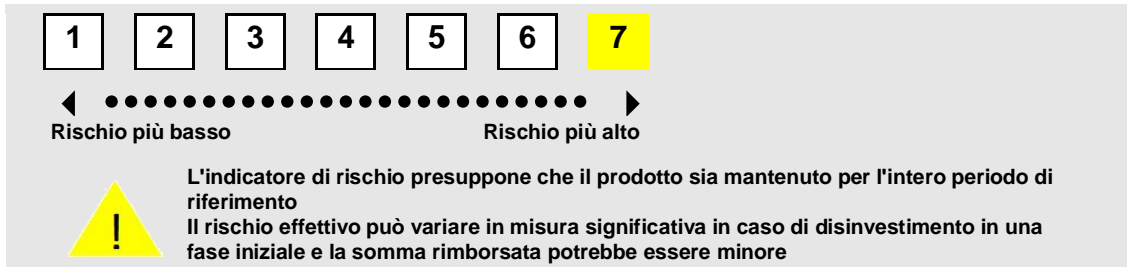 1 2 3 4 5 6 7
Rischio più basso Rischio più alto
L'indicatore di rischio presuppone che il prodotto sia mantenuto per l'intero periodo di
riferimento
Il rischio effettivo può variare in misura significativa in caso di disinvestimento in una
fase iniziale e la somma rimborsata potrebbe essere minore
!